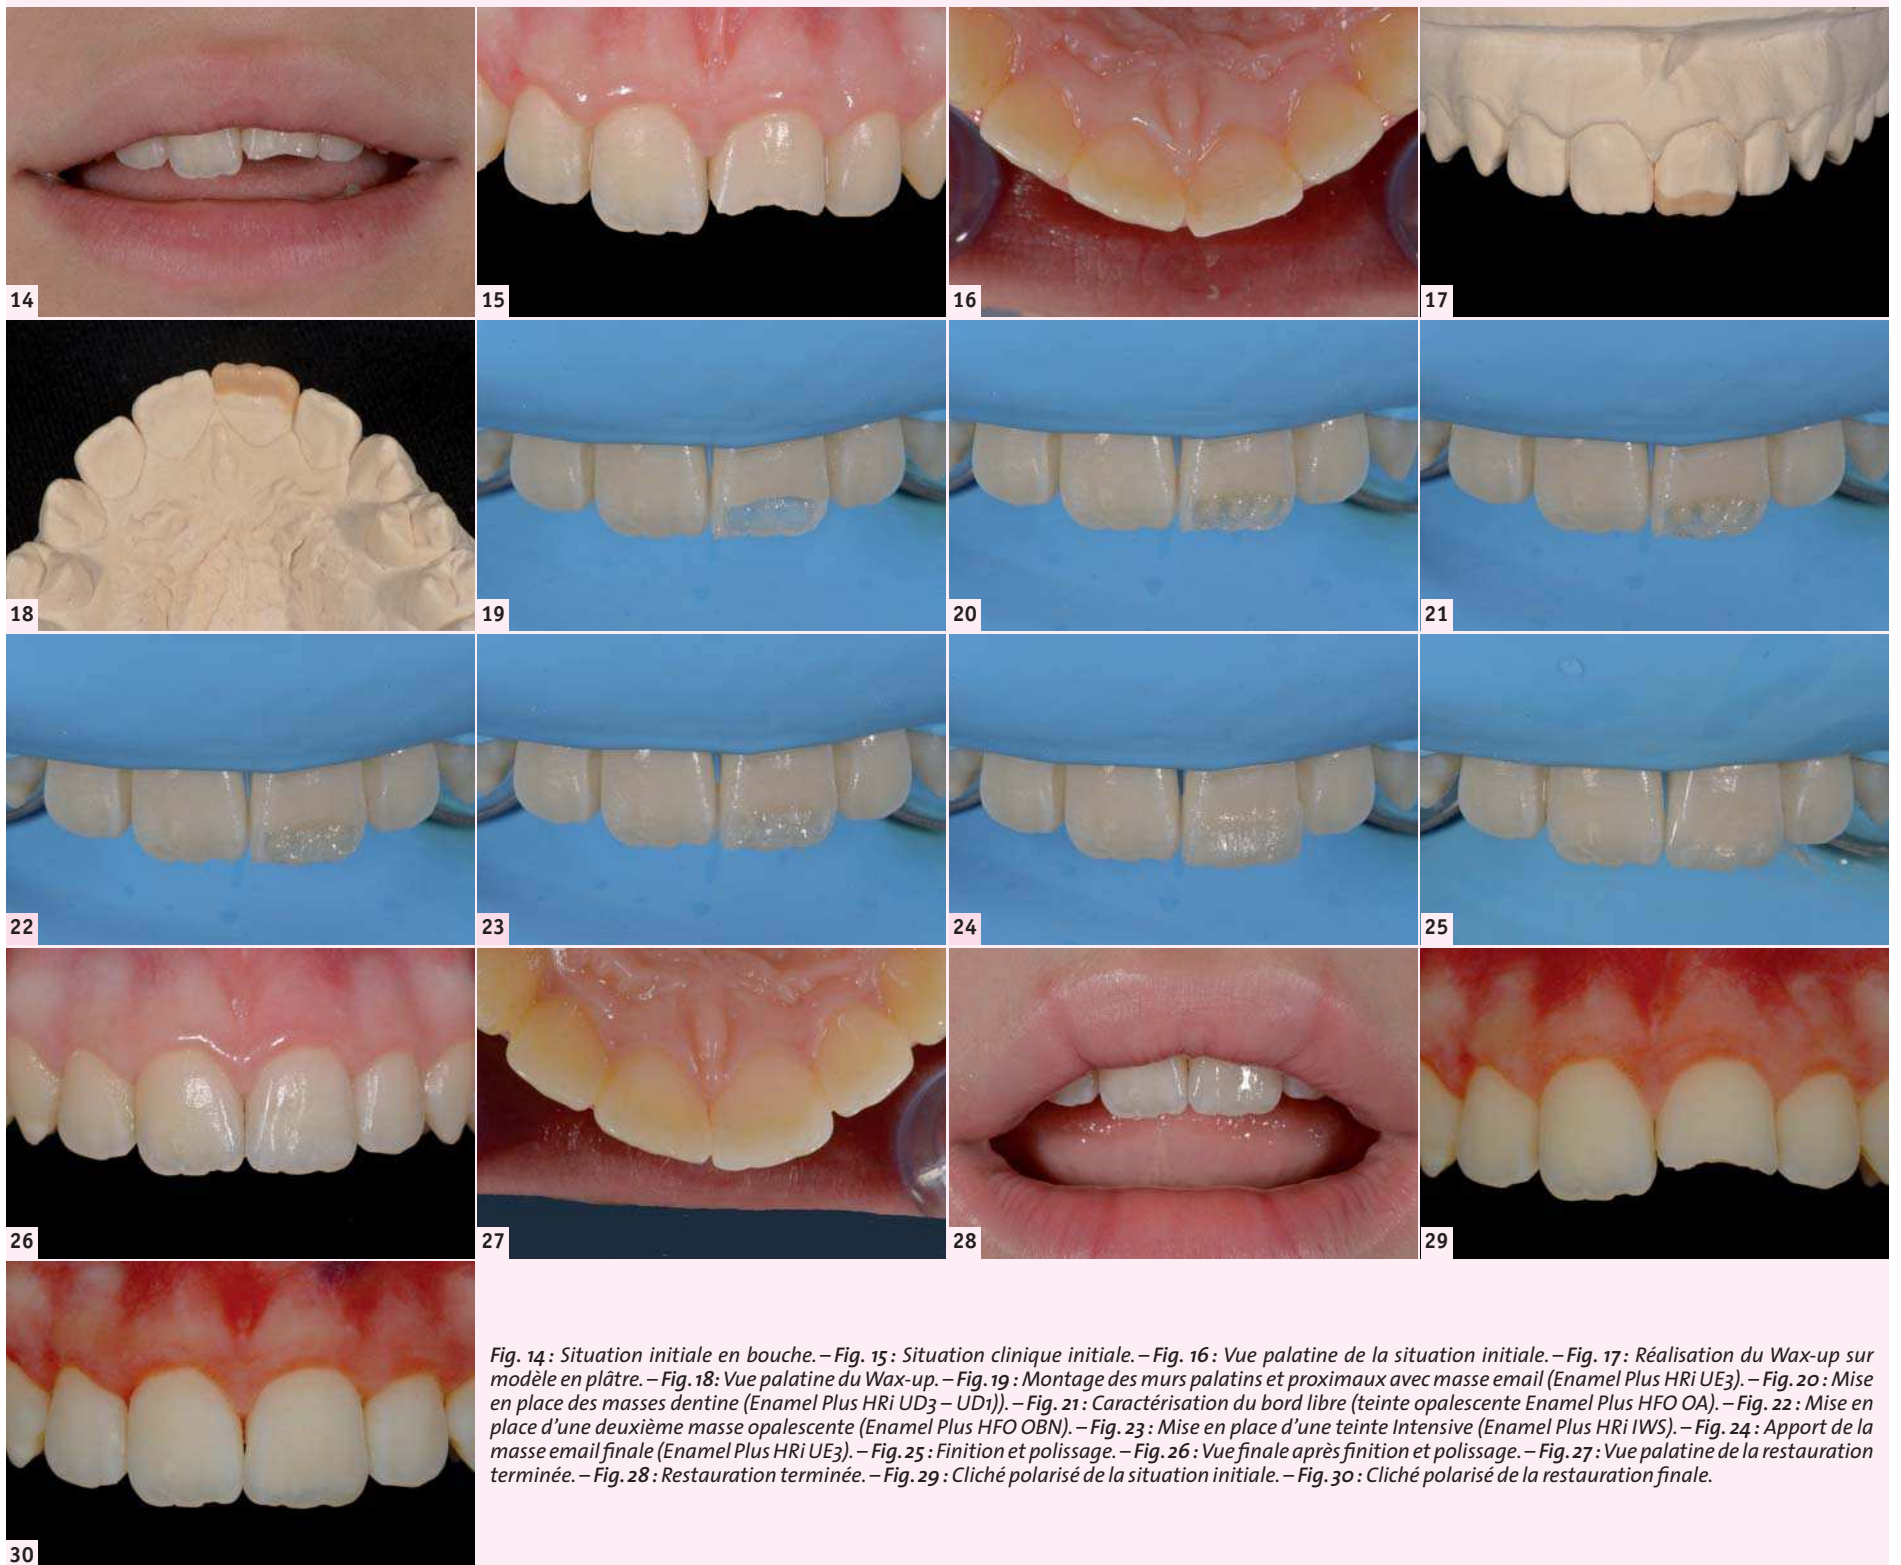 14
15
16
17
18
19
20
21
22
23
24
25
26
27
28
29
30
Fig. 14 : Situation initiale en bouche. – Fig. 15 : Situation clinique initiale. – Fig. 16 : Vue palatine de la situation initiale. – Fig. 17 : Réalisation du Wax-up sur
modèle en plâtre. – Fig. 18 : Vue palatine du Wax-up. – Fig. 19 : Montage des murs palatins et proximaux avec masse email (Enamel Plus HRi UE3). – Fig. 20 : Mise
en place des masses dentine (Enamel Plus HRi UD3 – UD1)). – Fig. 21 : Caractérisation du bord libre (teinte opalescente Enamel Plus HFO OA). – Fig. 22 : Mise en
place d’une deuxième masse opalescente (Enamel Plus HFO OBN). – Fig. 23 : Mise en place d’une teinte Intensive (Enamel Plus HRi IWS). – Fig. 24 : Apport de la
masse email finale (Enamel Plus HRi UE3). – Fig. 25 : Finition et polissage. – Fig. 26 : Vue finale après finition et polissage. – Fig. 27 : Vue palatine de la restauration
terminée. – Fig. 28 : Restauration terminée. – Fig. 29 : Cliché polarisé de la situation initiale. – Fig. 30 : Cliché polarisé de la restauration finale.